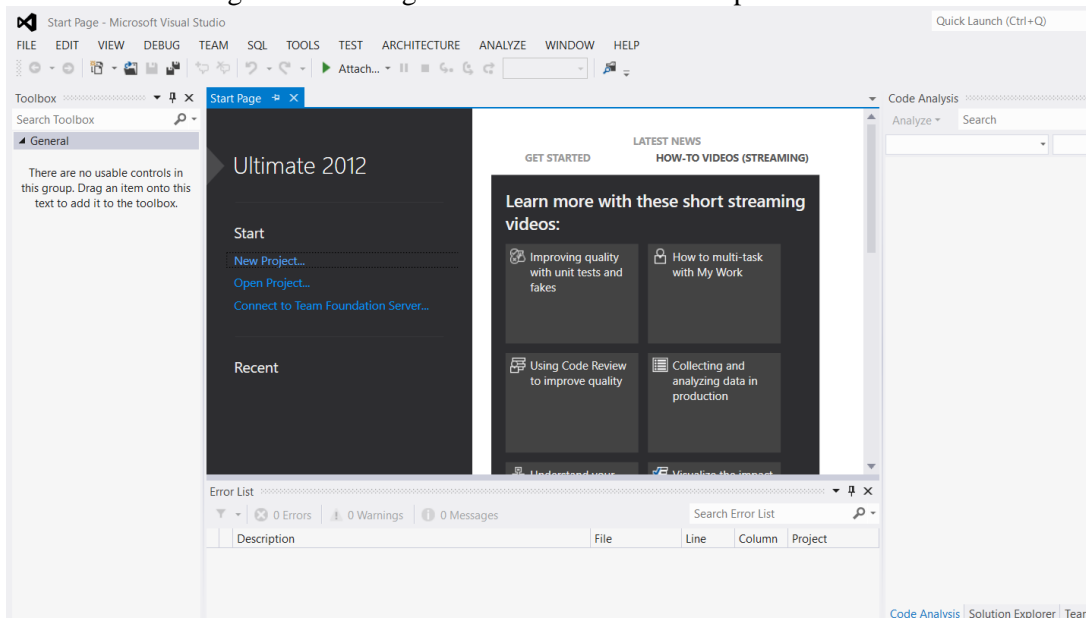 Start Page - Microsoft Visual Studio
Quick Launch (Ctrl+Q)
FILE EDIT VIEW DEBUG TEAM SQL TOOLS TEST ARCHITECTURE ANALYZE WINDOW HELP
Attach...
Toolbox
Search Toolbox
General
There are no usable controls in
this group. Drag an item onto this
text to add it to the toolbox.
Start Page
Ultimate 2012
Start
New Project...
Open Project...
Connect to Team Foundation Server...
Recent
LATEST NEWS
GET STARTED HOW-TO VIDEOS (STREAMING)
Learn more with these short streaming
videos:
Improving quality
with unit tests and
fakes
How to multi-task
with My Work
Using Code Review
to improve quality
Collecting and
analyzing data in
production
Understand your
Visualize the impact
Code Analysis
Analyze Search
Error List
0 Errors 0 Warnings 0 Messages Search Error List
Description File Line Column Project
Code Analysis Solution Explorer Tear